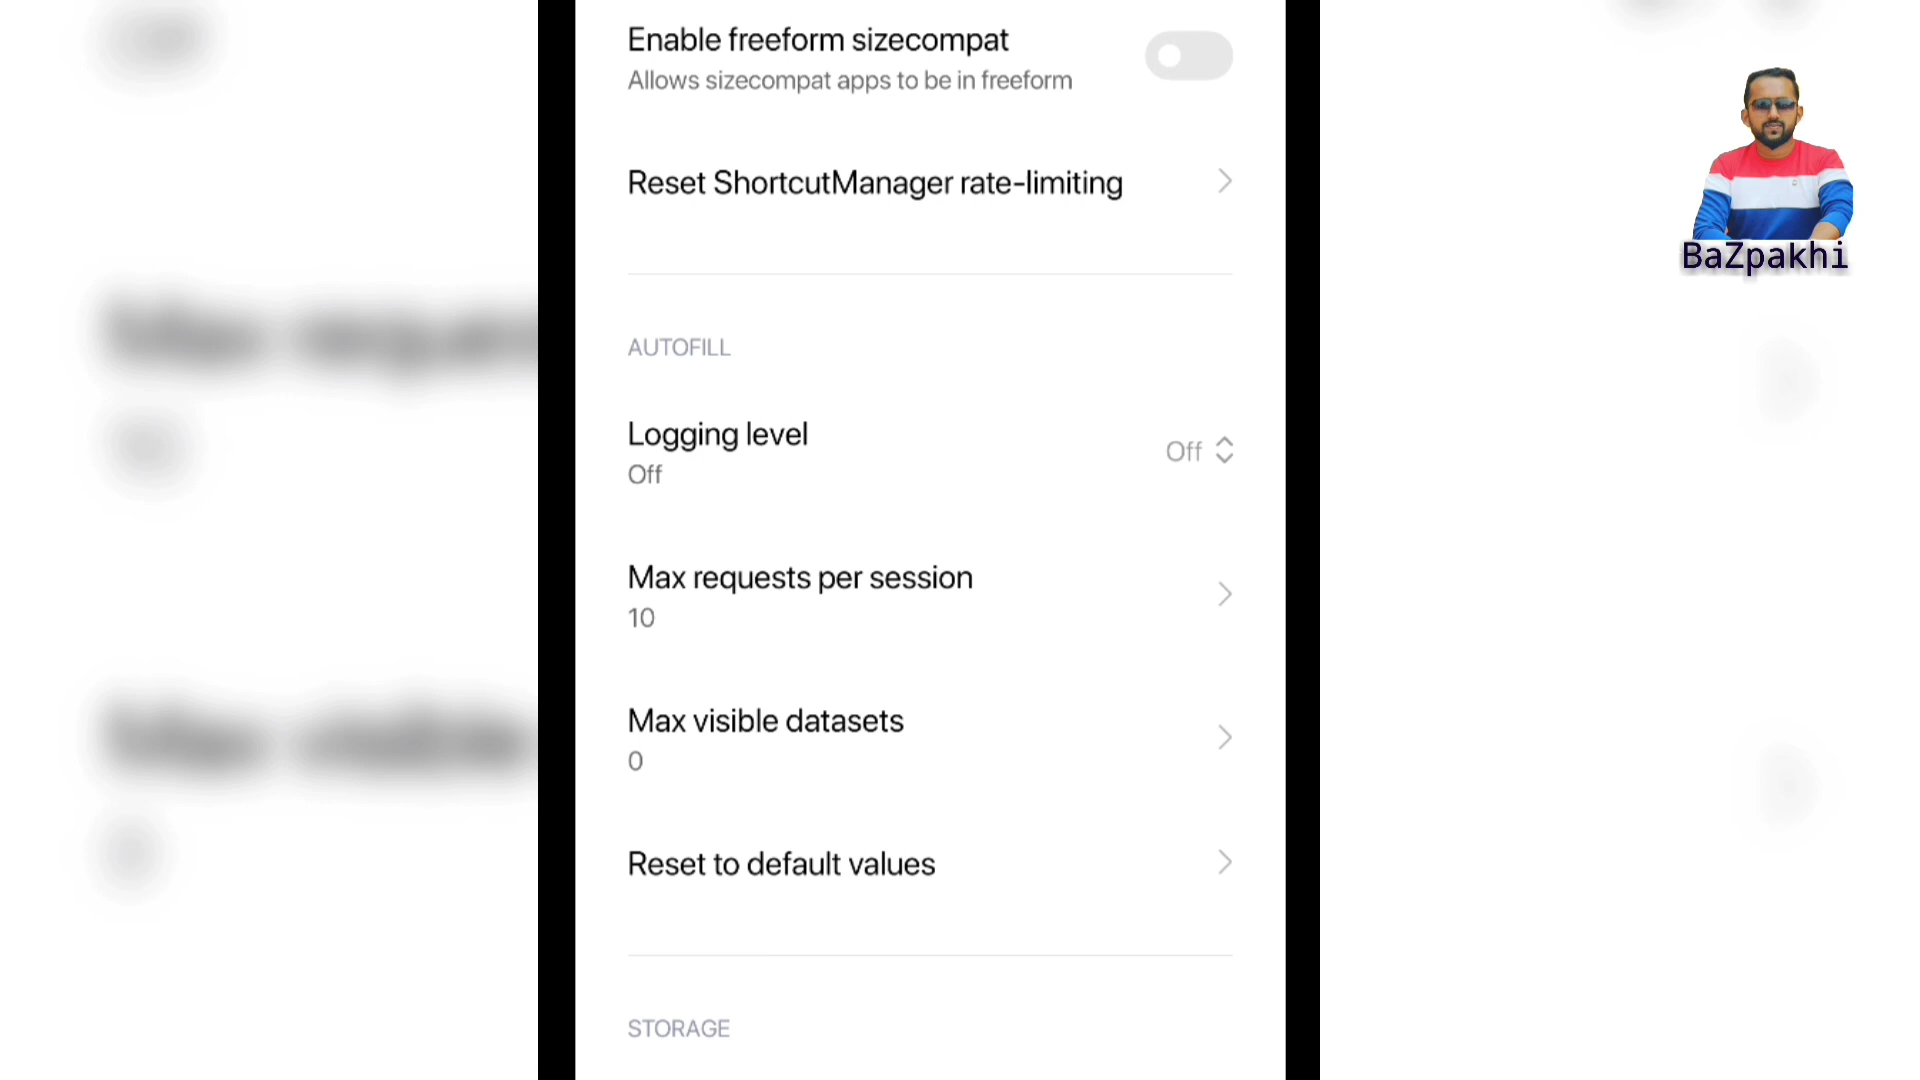 Enable freeform sizecompat
Allows sizecompat apps to be in freeform
Reset ShortcutManager rate-limiting
AUTOFILL
Logging level
Off
Off
Max requests per session
10
Max visible datasets
0
Reset to default values
STORAGE
BaZpakhi